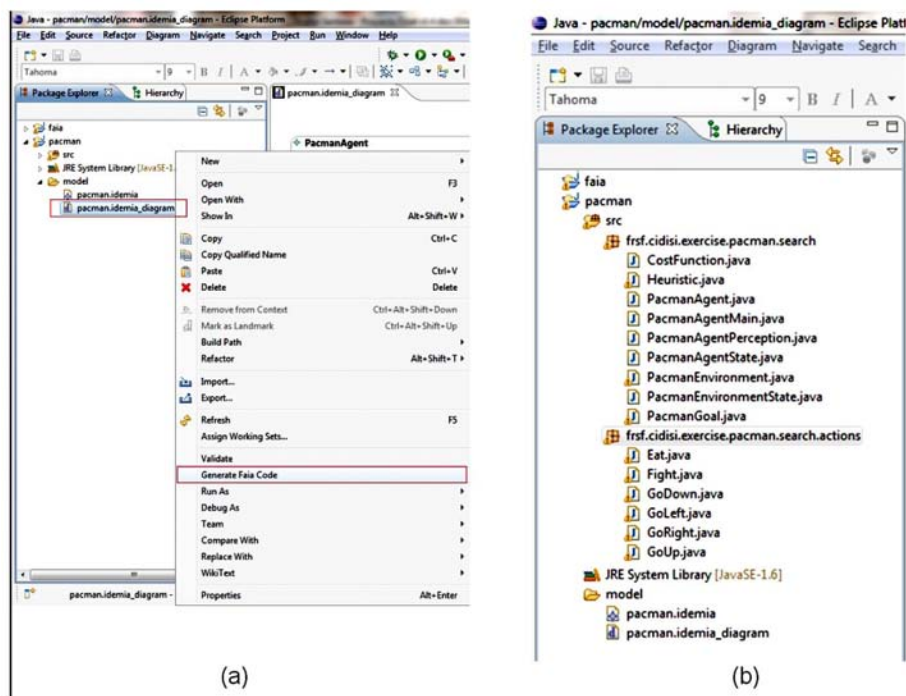 Java - pacman/model/pacman.idemia_diagram - Eclipse Platform
File Edit Source Refactor Diagram Navigate Search Project Run Window Help
Tahoma 9 B I A
Package Explorer Hierarchy
pacman.idemia_diagram
faia
pacman
src
JRE System Library [JavaSE-1.
model
pacman.idemia
pacman.idemia_diagram
PacmanAgent
New
Open F3
Open With
Show In Alt+Shift+W
Copy Ctrl+C
Copy Qualified Name
Paste Ctrl+V
Delete Delete
Remove from Context Ctrl+Alt+Shift+Down
Mark as Landmark Ctrl+Alt+Shift+Up
Build Path
Refactor Alt+Shift+T
Import...
Export...
Refresh F5
Assign Working Sets...
Validate
Generate Faia Code
Run As
Debug As
Team
Compare With
Replace With
WikiText
Properties Alt+Enter
pacman.idemia_diagram -
(a)
Java - pacman/model/pacman.idemia_diagram - Eclipse Platf
File Edit Source Refactor Diagram Navigate Search
Tahoma 9 B I A
Package Explorer Hierarchy
faia
pacman
src
frsf.cidisi.exercise.pacman.search
CostFunction.java
Heuristic.java
PacmanAgent.java
PacmanAgentMain.java
PacmanAgentPerception.java
PacmanAgentState.java
PacmanEnvironment.java
PacmanEnvironmentState.java
PacmanGoal.java
frsf.cidisi.exercise.pacman.search.actions
Eat.java
Fight.java
GoDown.java
GoLeft.java
GoRight.java
GoUp.java
JRE System Library [JavaSE-1.6]
model
pacman.idemia
pacman.idemia_diagram
(b)